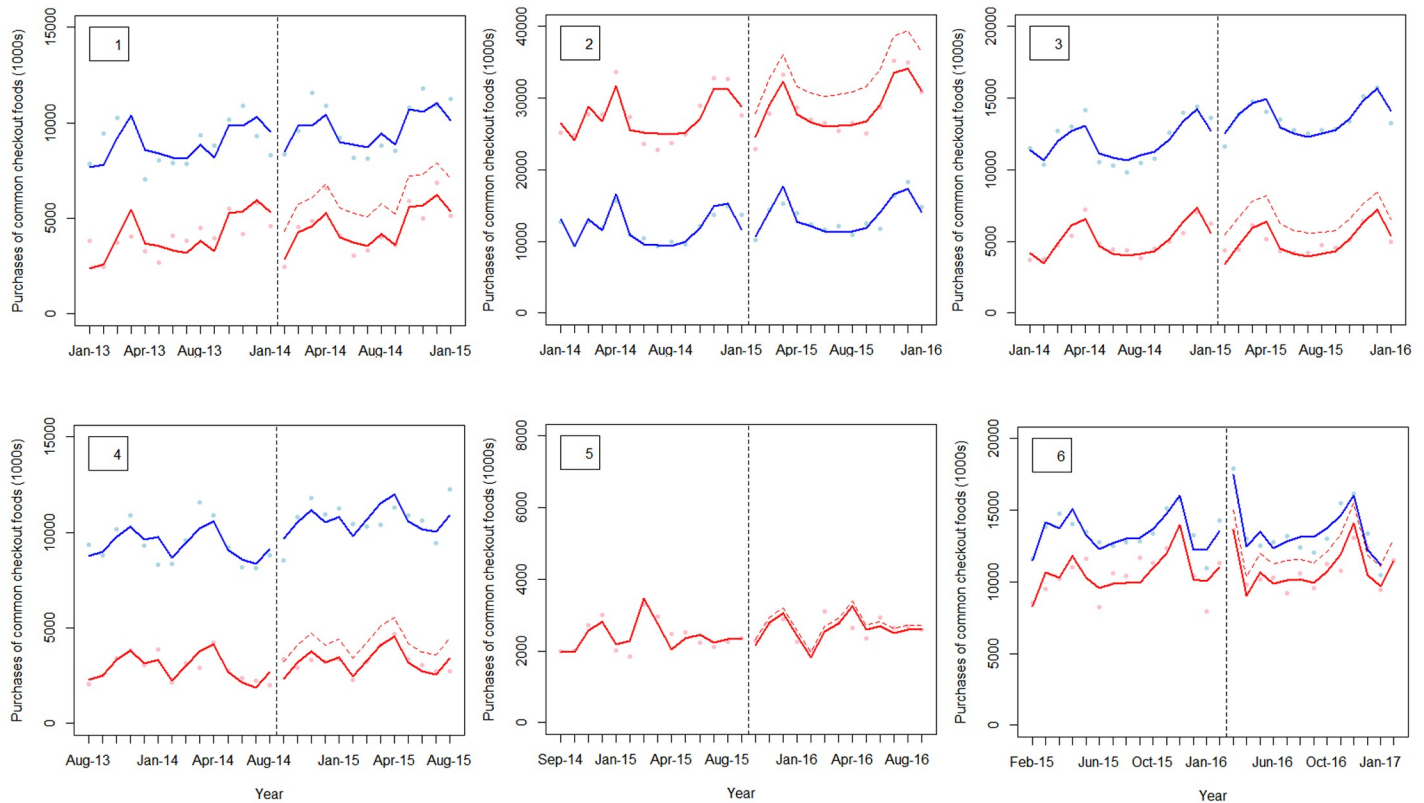 1
Purchases of common checkout foods (1000s)
0
5000
10000
15000
Jan-13
Apr-13
Aug-13
Jan-14
Apr-14
Aug-14
Jan-15
2
Purchases of common checkout foods (1000s)
0
10000
20000
30000
40000
Jan-14
Apr-14
Aug-14
Jan-15
Apr-15
Aug-15
Jan-16
3
Purchases of common checkout foods (1000s)
0
5000
10000
15000
20000
Jan-14
Apr-14
Aug-14
Jan-15
Apr-15
Aug-15
Jan-16
4
Purchases of common checkout foods (1000s)
0
5000
10000
15000
Aug-13
Jan-14
Apr-14
Aug-14
Jan-15
Apr-15
Aug-15
Year
5
Purchases of common checkout foods (1000s)
0
2000
4000
6000
8000
Sep-14
Jan-15
Apr-15
Aug-15
Jan-16
Apr-16
Aug-16
Year
6
Purchases of common checkout foods (1000s)
0
5000
10000
15000
20000
Feb-15
Jun-15
Oct-15
Jan-16
Jun-16
Oct-16
Jan-17
Year